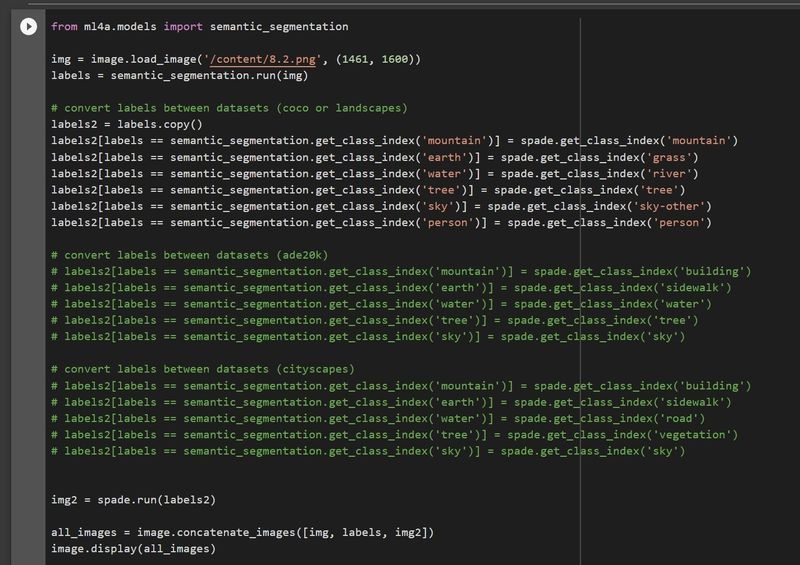 from ml4a.models import semantic_segmentation
img = image.load_image('/content/8.2.png', (1461, 1600))
labels = semantic_segmentation.run(img)
# convert labels between datasets (coco or landscapes)
labels2 = labels.copy()
labels2[labels == semantic_segmentation.get_class_index('mountain')] = spade.get_class_index('mountain')
labels2[labels == semantic_segmentation.get_class_index('earth')] = spade.get_class_index('grass')
labels2[labels == semantic_segmentation.get_class_index('water')] = spade.get_class_index('river')
labels2[labels == semantic_segmentation.get_class_index('tree')] = spade.get_class_index('tree')
labels2[labels == semantic_segmentation.get_class_index('sky')] = spade.get_class_index('sky-other')
labels2[labels == semantic_segmentation.get_class_index('person')] = spade.get_class_index('person')
# convert labels between datasets (ade20k)
# labels2[labels == semantic_segmentation.get_class_index('mountain')] = spade.get_class_index('building')
# labels2[labels == semantic_segmentation.get_class_index('earth')] = spade.get_class_index('sidewalk')
# labels2[labels == semantic_segmentation.get_class_index('water')] = spade.get_class_index('water')
# labels2[labels == semantic_segmentation.get_class_index('tree')] = spade.get_class_index('tree')
# labels2[labels == semantic_segmentation.get_class_index('sky')] = spade.get_class_index('sky')
# convert labels between datasets (cityscapes)
# labels2[labels == semantic_segmentation.get_class_index('mountain')] = spade.get_class_index('building')
# labels2[labels == semantic_segmentation.get_class_index('earth')] = spade.get_class_index('sidewalk')
# labels2[labels == semantic_segmentation.get_class_index('water')] = spade.get_class_index('road')
# labels2[labels == semantic_segmentation.get_class_index('tree')] = spade.get_class_index('vegetation')
# labels2[labels == semantic_segmentation.get_class_index('sky')] = spade.get_class_index('sky')
img2 = spade.run(labels2)
all_images = image.concatenate_images([img, labels, img2])
image.display(all_images)